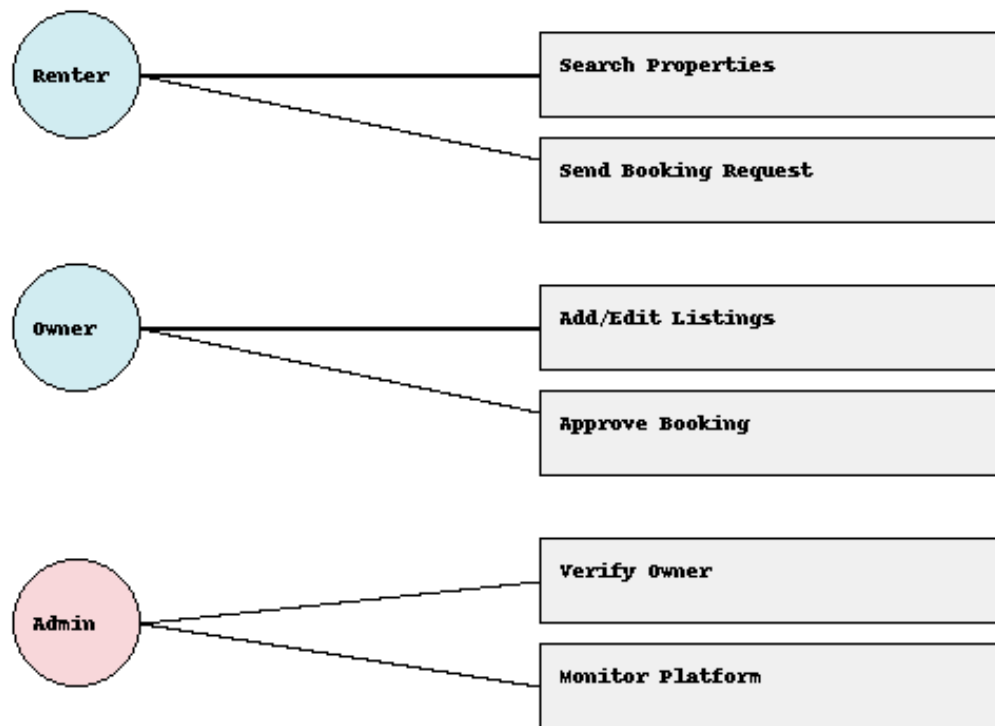 Renter
Search Properties
Send Booking Request
Owner
Add/Edit Listings
Approve Booking
Verify Owner
Admin
Monitor Platform